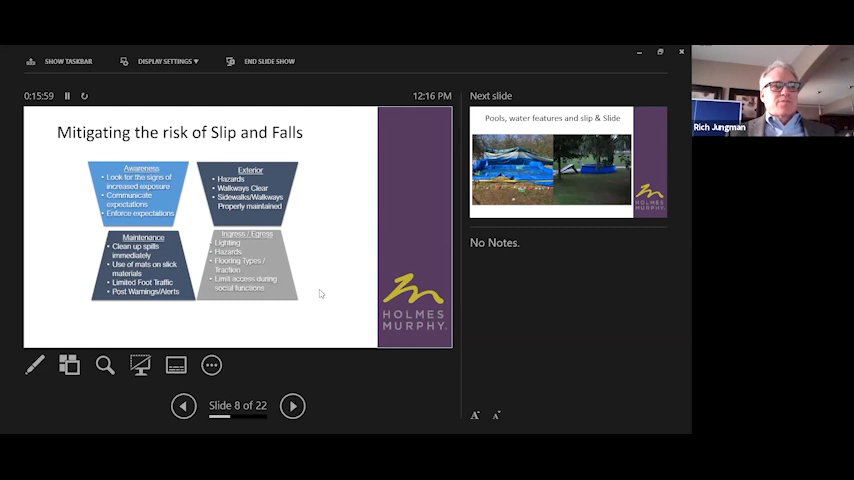 SHOW TASKBAR
DISPLAY SETTINGS ▼
END SLIDE SHOW
0:15:59
12:16 PM
Mitigating the risk of Slip and Falls
Awareness
• Look for the signs of
increased exposure
• Communicate
expectations
• Enforce expectations
Exterior
• Hazards
• Walkways Clear
• Sidewalks/Walkways
Properly maintained
Maintenance
• Clean up spills
immediately
• Use of mats on slick
materials
• Limited Foot Traffic
• Post Warnings/Alerts
Ingress / Egress
• Lighting
• Hazards
• Flooring Types /
Traction
• Limit access during
social functions
HOLMES
MURPHY
Slide 8 of 22
Next slide
Pools, water features and slip & Slide
HOLMES
MURPHY
No Notes.
A
A
Rich Jungman